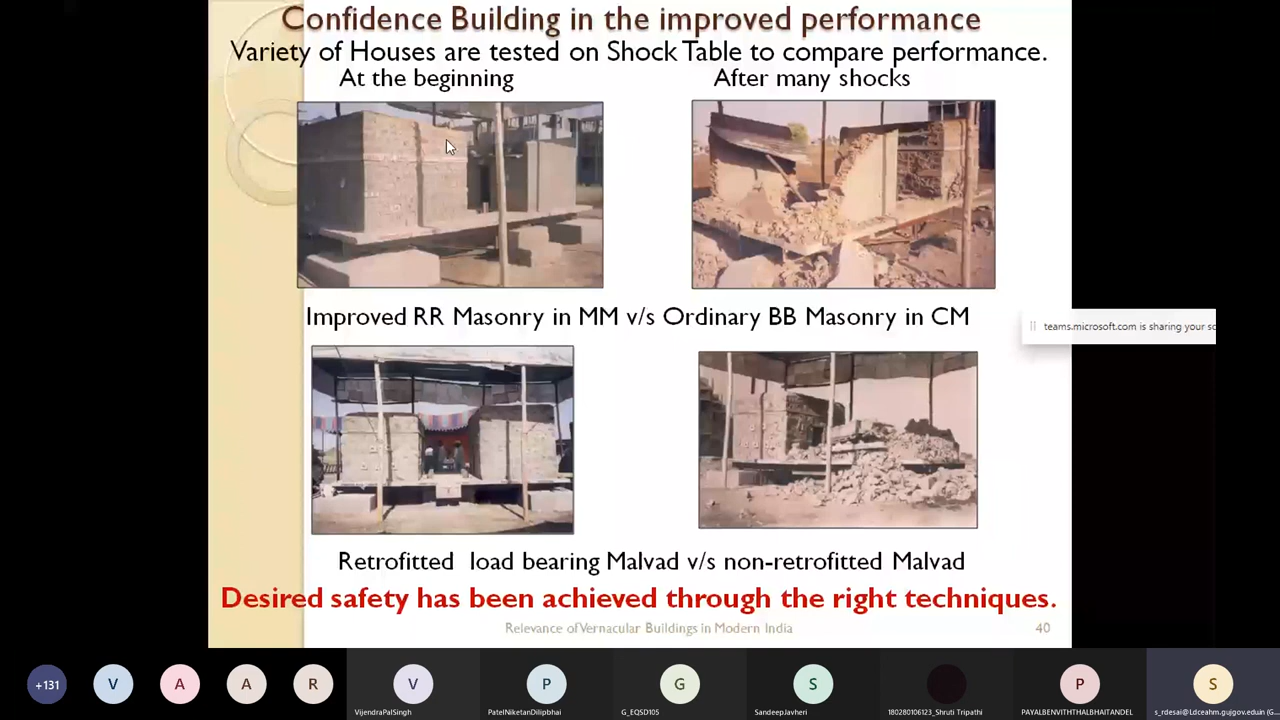 Confidence Building in the improved performance
Variety of Houses are tested on Shock Table to compare performance.
At the beginning
After many shocks
Improved RR Masonry in MM v/s Ordinary BB Masonry in CM
teams.microsoft.com is sharing your sc
Retrofitted load bearing Malvad v/s non-retrofitted Malvad
Desired safety has been achieved through the right techniques.
Relevance of Vernacular Buildings in Modern India
40
+131
V
A
A
R
V
P
G
S
P
S
VijendraPalSingh
PatelNiketanDilipbhai
G_EQSD105
SandeepJavheri
180280106123_Shruti Tripathi
PAYALBENVITHTHALBHAITANDEL
s_rdesai@Ldceahm.gujgov.eduin (G...